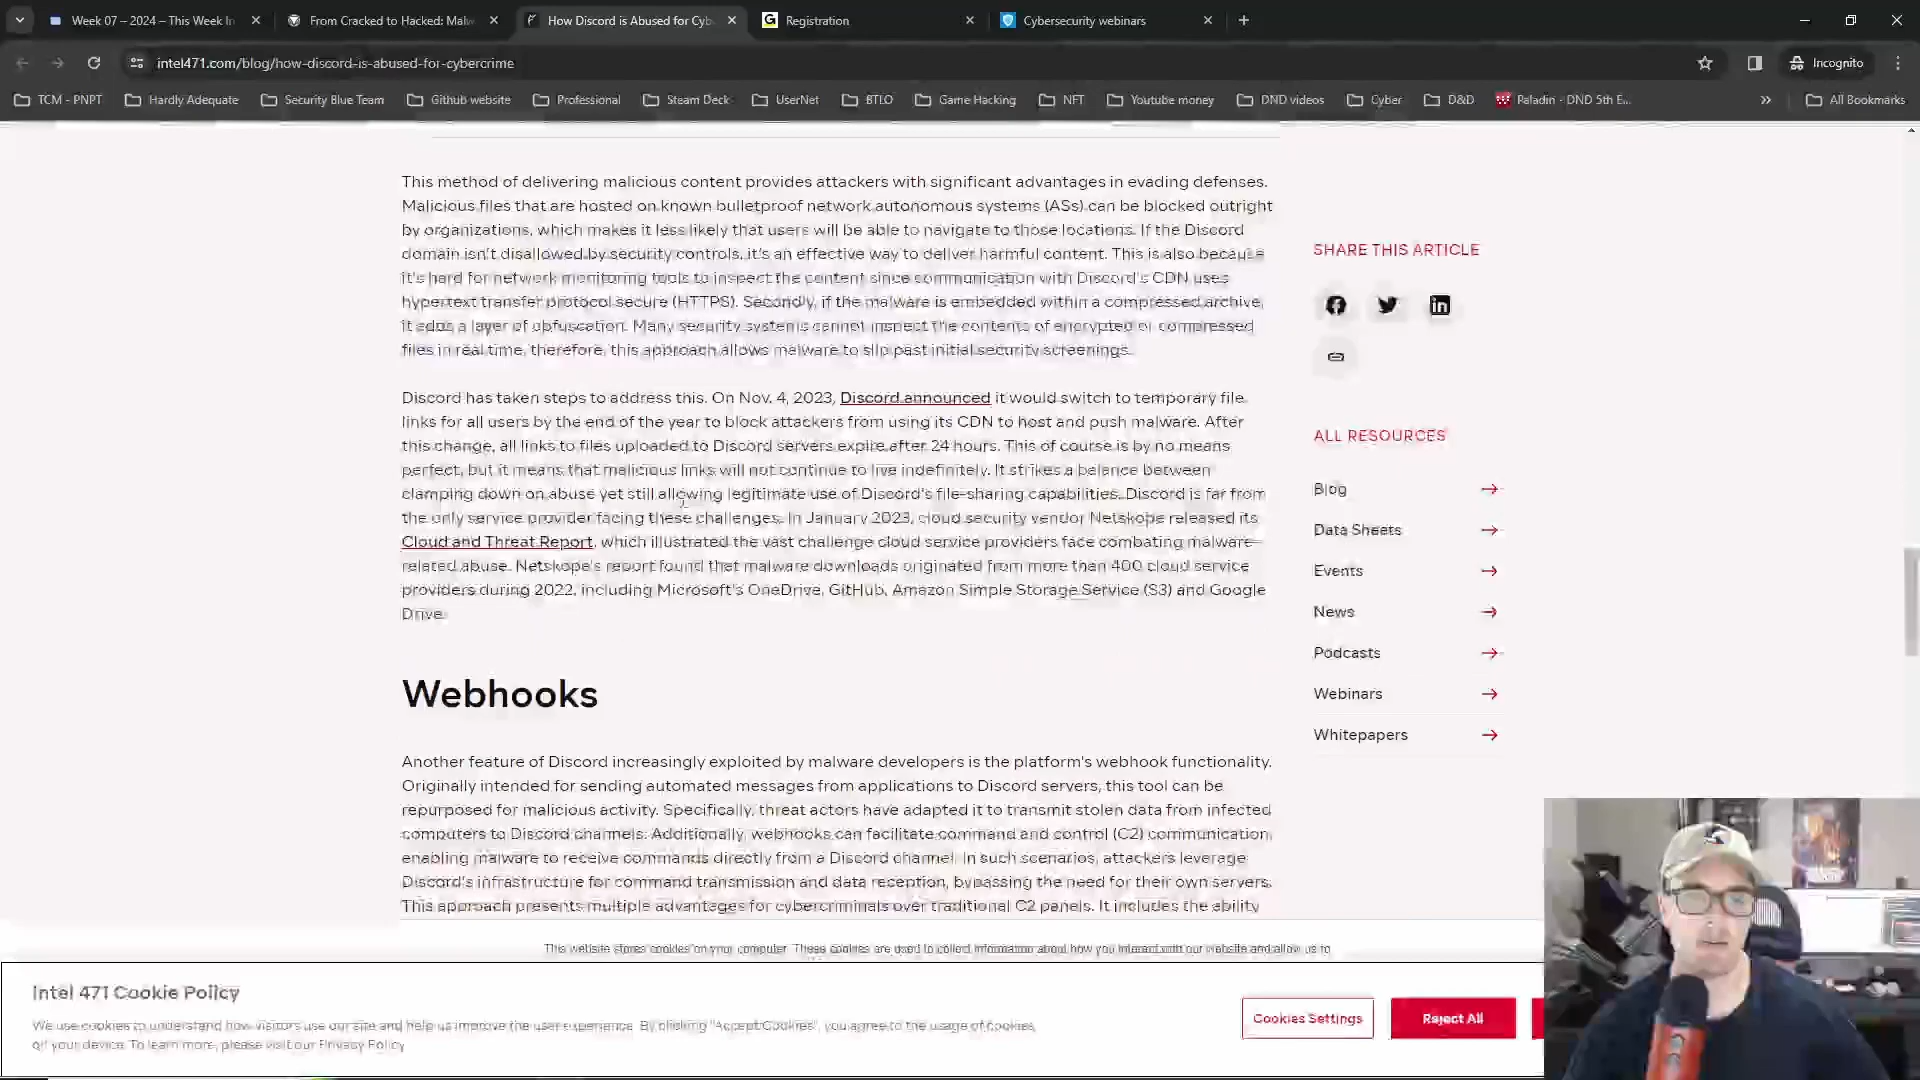 Week 07 – 2024 – This Week In
From Cracked to Hacked: Malw
How Discord is Abused for Cyb
Registration
Cybersecurity webinars
intel471.com/blog/how-discord-is-abused-for-cybercrime
Incognito
TCM - PNPT
Hardly Adequate
Security Blue Team
Github website
Professional
Steam Deck
UserNet
BTLO
Game Hacking
NFT
Youtube money
DND videos
Cyber
D&D
Paladin - DND 5th E...
All Bookmarks
This method of delivering malicious content provides attackers with significant advantages in evading defenses.
Malicious files that are hosted on known bulletproof network autonomous systems (ASs) can be blocked outright
by organizations, which makes it less likely that users will be able to navigate to those locations. If the Discord
domain isn't disallowed by security controls, it's an effective way to deliver harmful content. This is also because
it's hard for network monitoring tools to inspect the content since communication with Discord's CDN uses
hypertext transfer protocol secure (HTTPS). Secondly, if the malware is embedded within a compressed archive,
it adds a layer of obfuscation. Many security systems cannot inspect the contents of encrypted or compressed
files in real time, therefore, this approach allows malware to slip past initial security screenings.
Discord has taken steps to address this. On Nov. 4, 2023, Discord announced it would switch to temporary file
links for all users by the end of the year to block attackers from using its CDN to host and push malware. After
this change, all links to files uploaded to Discord servers expire after 24 hours. This of course is by no means
perfect, but it means that malicious links will not continue to live indefinitely. It strikes a balance between
clamping down on abuse yet still allowing legitimate use of Discord's file-sharing capabilities. Discord is far from
the only service provider facing these challenges. In January 2023, cloud security vendor Netskope released its
Cloud and Threat Report, which illustrated the vast challenge cloud service providers face combating malware-
related abuse. Netskope's report found that malware downloads originated from more than 400 cloud service
providers during 2022, including Microsoft's OneDrive, GitHub, Amazon Simple Storage Service (S3) and Google
Drive.
Webhooks
Another feature of Discord increasingly exploited by malware developers is the platform's webhook functionality.
Originally intended for sending automated messages from applications to Discord servers, this tool can be
repurposed for malicious activity. Specifically, threat actors have adapted it to transmit stolen data from infected
computers to Discord channels. Additionally, webhooks can facilitate command and control (C2) communication,
enabling malware to receive commands directly from a Discord channel. In such scenarios, attackers leverage
Discord's infrastructure for command transmission and data reception, bypassing the need for their own servers.
This approach presents multiple advantages for cybercriminals over traditional C2 panels. It includes the ability
SHARE THIS ARTICLE
ALL RESOURCES
Blog
Data Sheets
Events
News
Podcasts
Webinars
Whitepapers
This website stores cookies on your computer. These cookies are used to collect information about how you interact with our website and allow us to
Intel 471 Cookie Policy
We use cookies to understand how visitors use our site and help us improve the user experience. By clicking "Accept Cookies", you agree to the usage of cookies
on your device. To learn more, please visit our Privacy Policy
Cookies Settings
Reject All